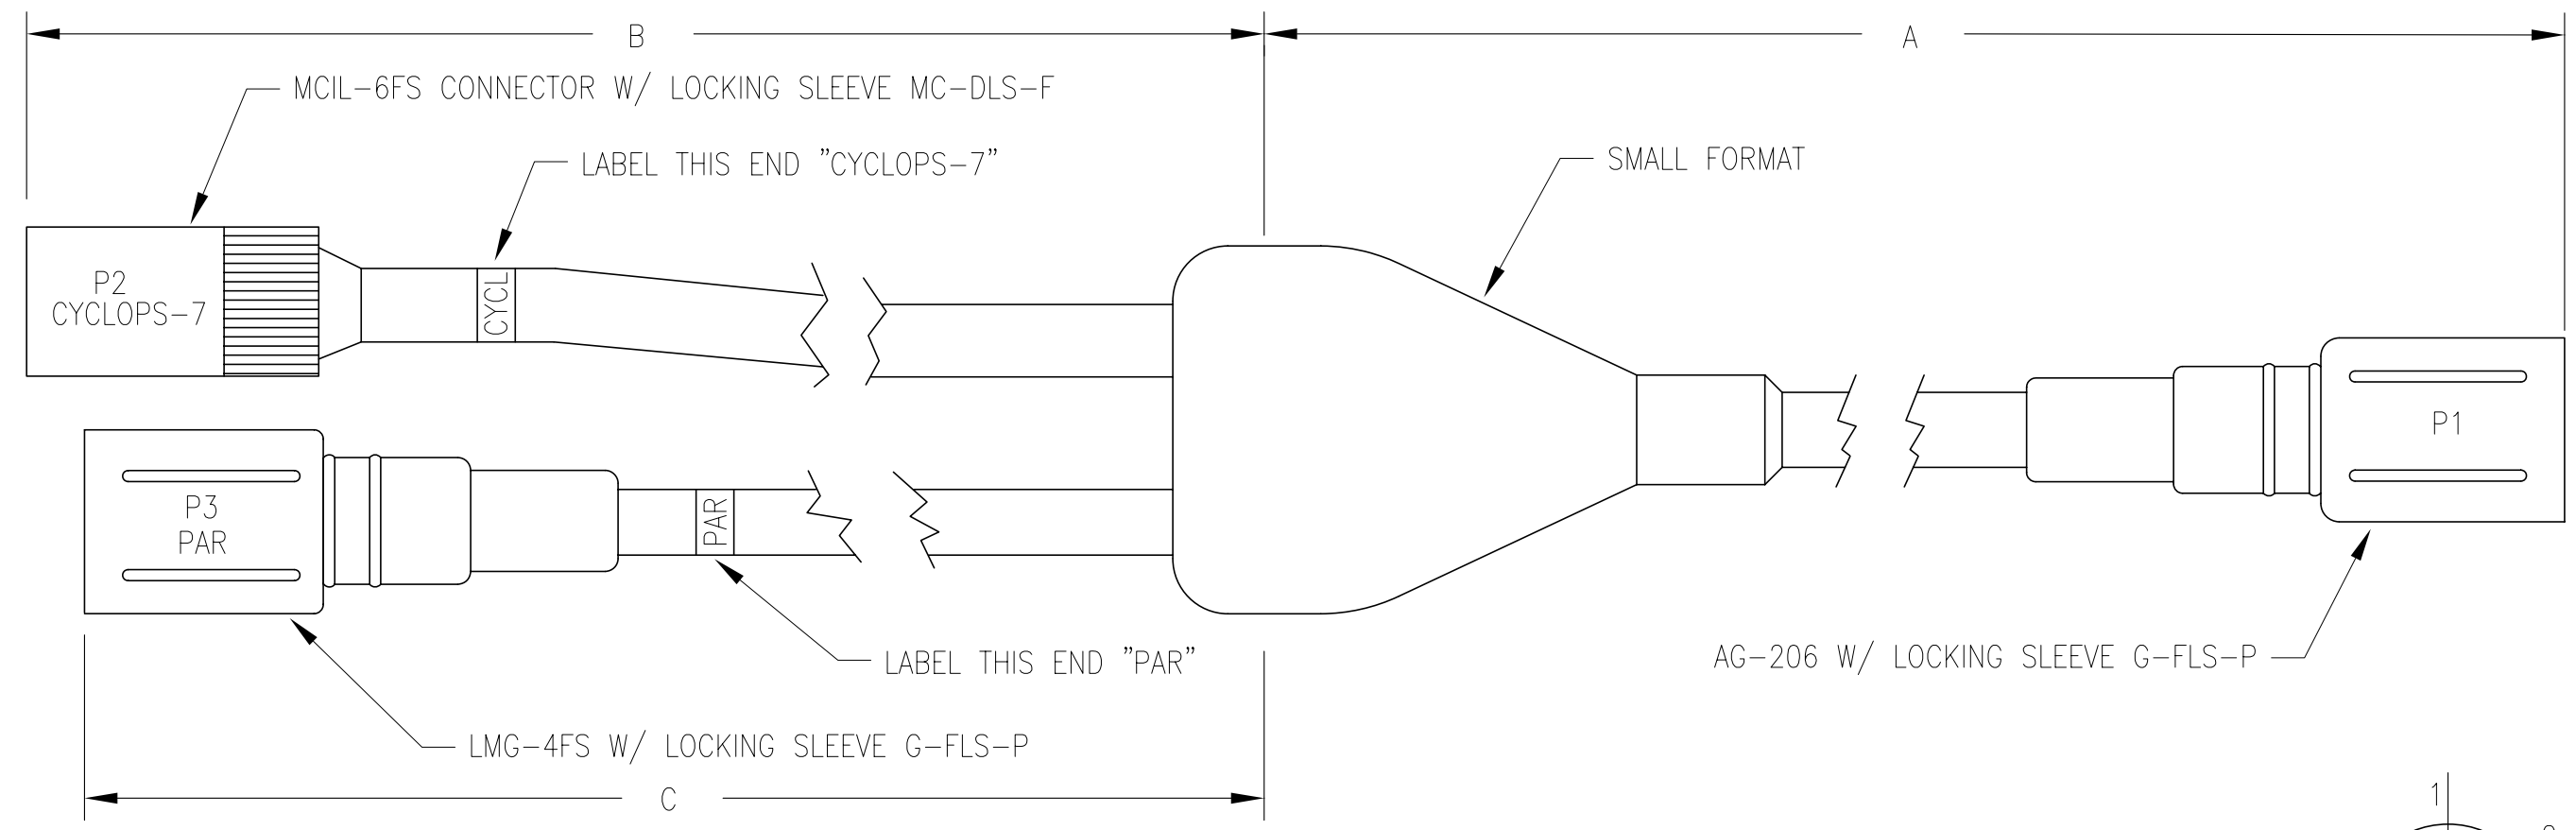 B
A
MCIL-6FS CONNECTOR W/ LOCKING SLEEVE MC-DLS-F
LABEL THIS END "CYCLOPS-7"
SMALL FORMAT
P2
CYCLOPS-7
CYCL
P1
P3
PAR
PAR
LABEL THIS END "PAR"
AG-206 W/ LOCKING SLEEVE G-FLS-P
LMG-4FS W/ LOCKING SLEEVE G-FLS-P
C
1